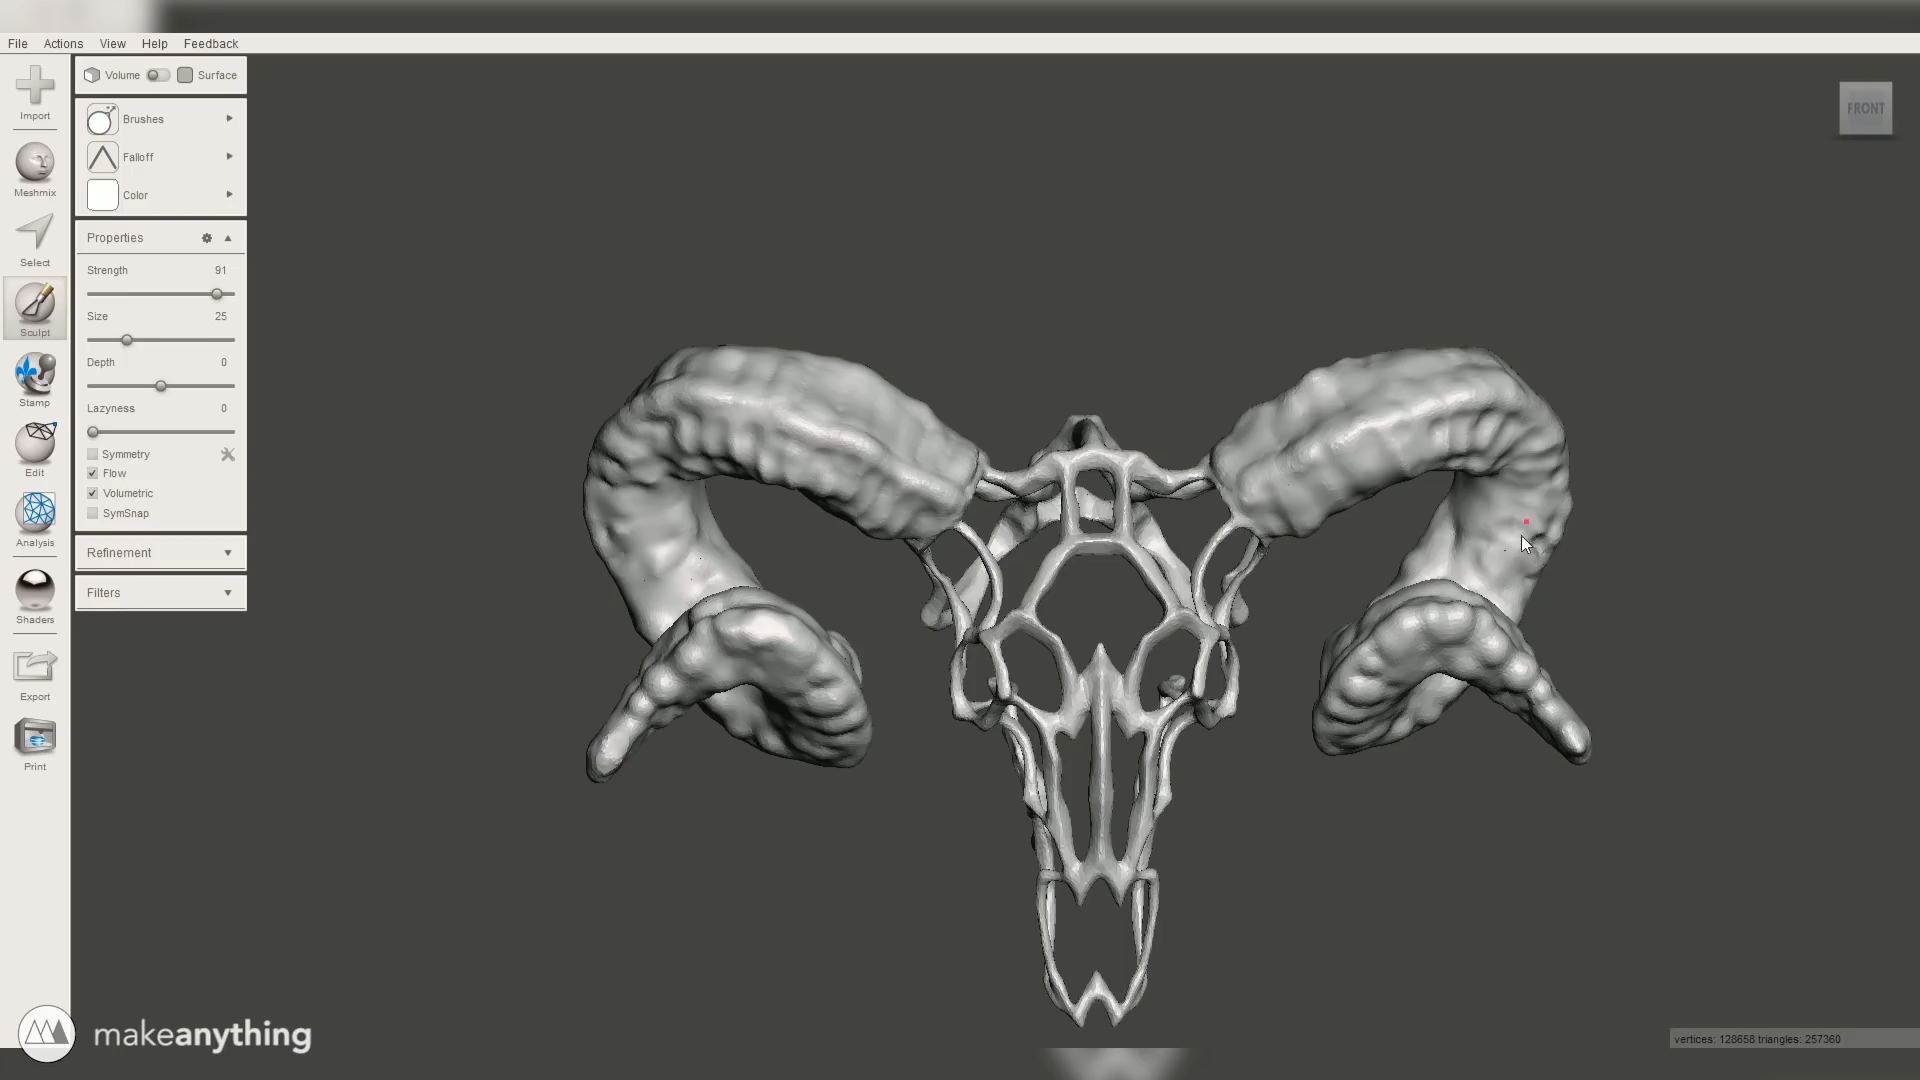 File Actions View Help Feedback
Import
Meshmix
Select
Sculpt
Stamp
Edit
Analysis
Shaders
Export
Print
Volume Surface
Brushes
Falloff
Color
Properties
Strength 91
Size 25
Depth 0
Lazyness 0
Symmetry
Flow
Volumetric
SymSnap
Refinement
Filters
FRONT
makeanything
vertices: 128658 triangles: 257360